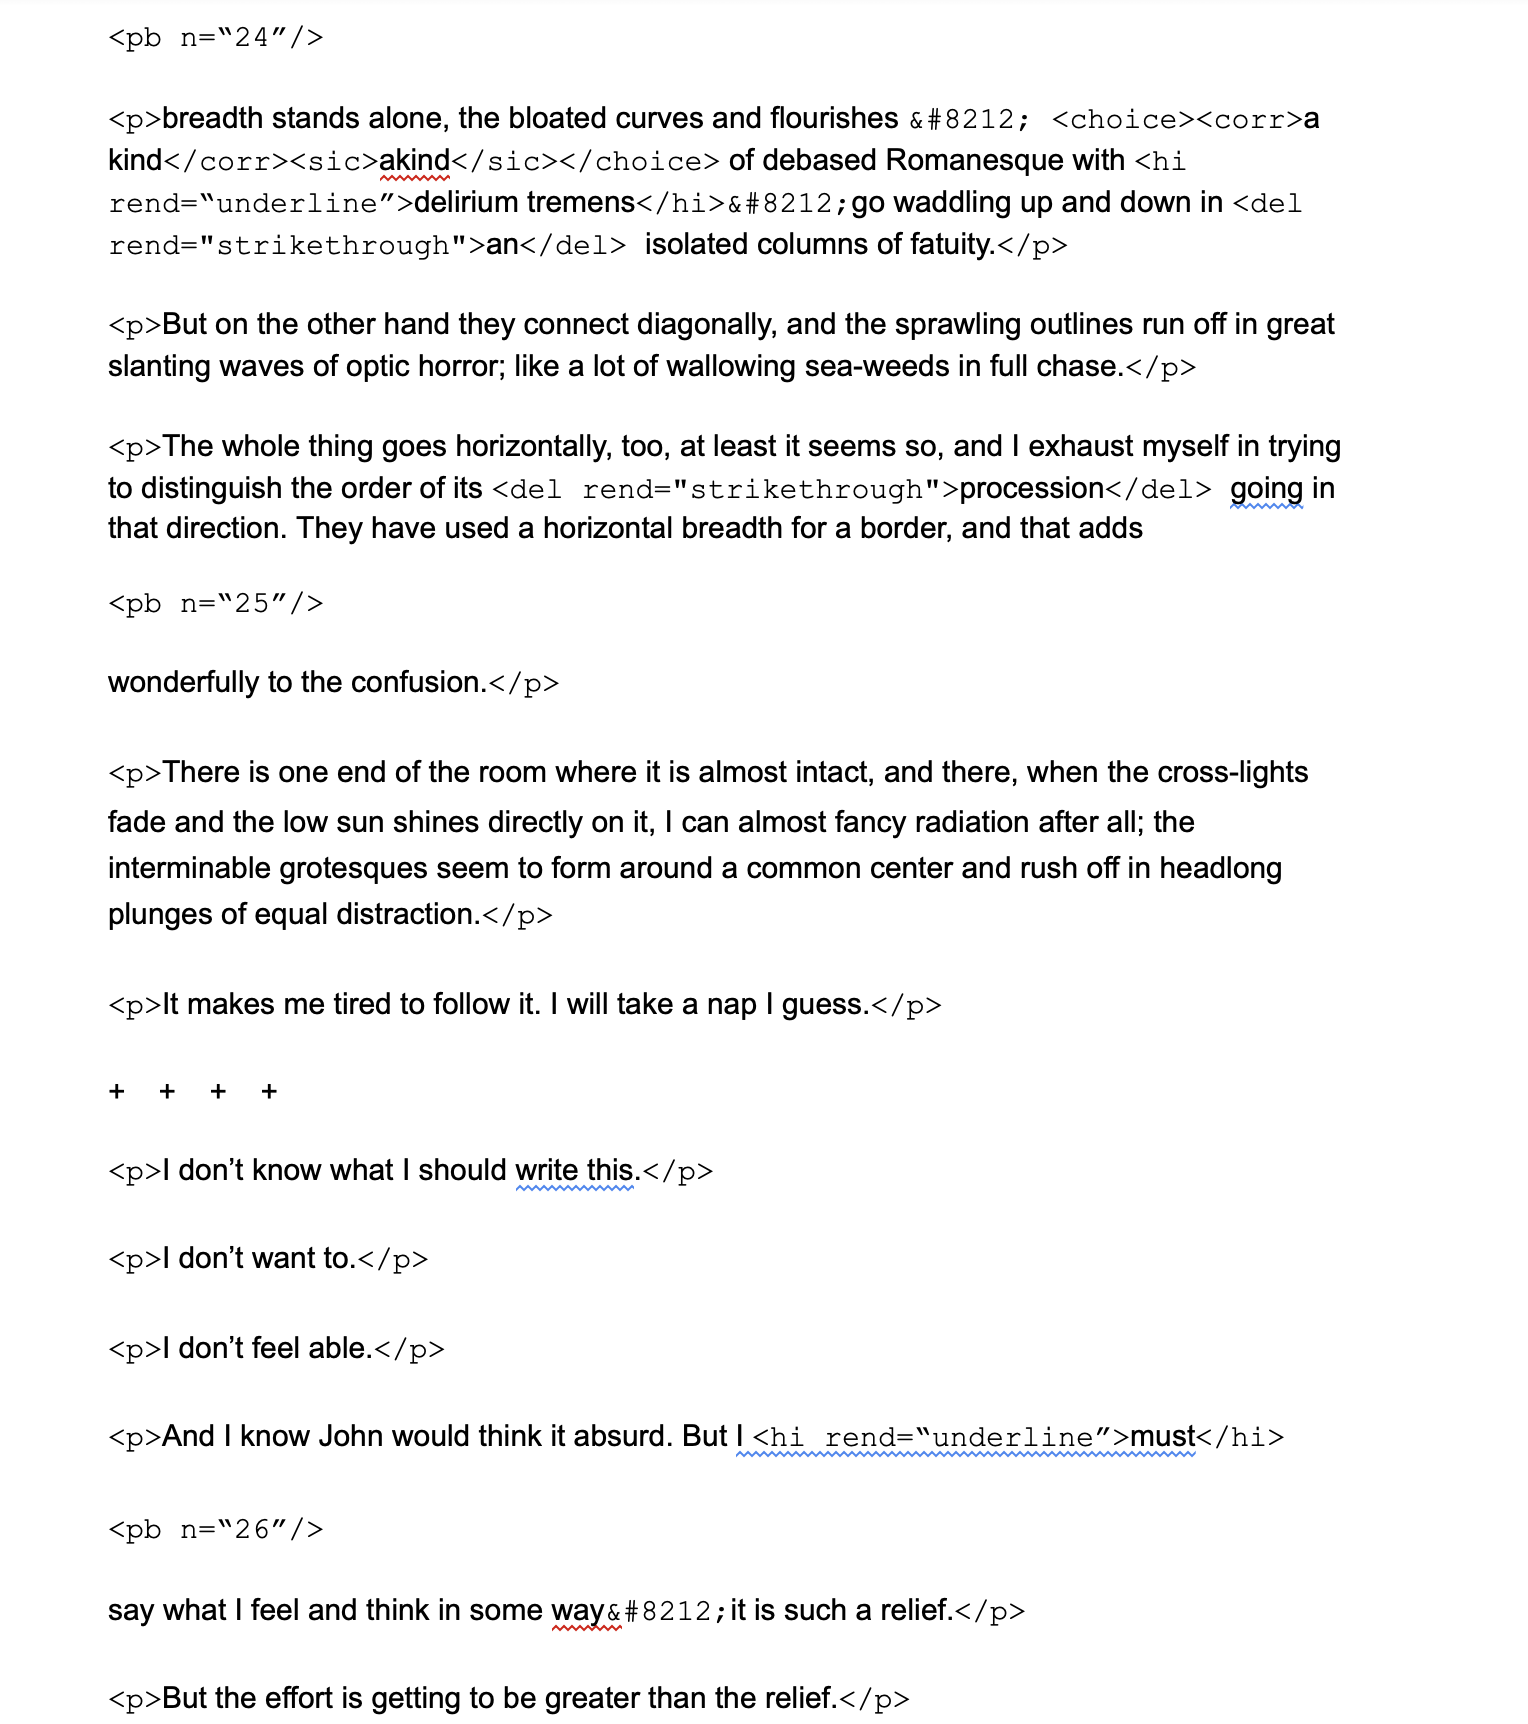 <pb n=“24”/>
<p>breadth stands alone, the bloated curves and flourishes &#8212; <choice><corr>a
kind</corr><sic>akind</sic></choice> of debased Romanesque with <hi
rend=“underline”>delirium tremens</hi>&#8212;go waddling up and down in <del
rend="strikethrough">an</del> isolated columns of fatuity.</p>
<p>But on the other hand they connect diagonally, and the sprawling outlines run off in great
slanting waves of optic horror; like a lot of wallowing sea-weeds in full chase.</p>
<p>The whole thing goes horizontally, too, at least it seems so, and I exhaust myself in trying
to distinguish the order of its <del rend="strikethrough">procession</del> going in
that direction. They have used a horizontal breadth for a border, and that adds
<pb n=“25”/>
wonderfully to the confusion.</p>
<p>There is one end of the room where it is almost intact, and there, when the cross-lights
fade and the low sun shines directly on it, I can almost fancy radiation after all; the
interminable grotesques seem to form around a common center and rush off in headlong
plunges of equal distraction.</p>
<p>It makes me tired to follow it. I will take a nap I guess.</p>
+ + + +
<p>I don’t know what I should write this.</p>
<p>I don’t want to.</p>
<p>I don’t feel able.</p>
<p>And I know John would think it absurd. But I <hi rend=“underline”>must</hi>
<pb n=“26”/>
say what I feel and think in some way&#8212;it is such a relief.</p>
<p>But the effort is getting to be greater than the relief.</p>